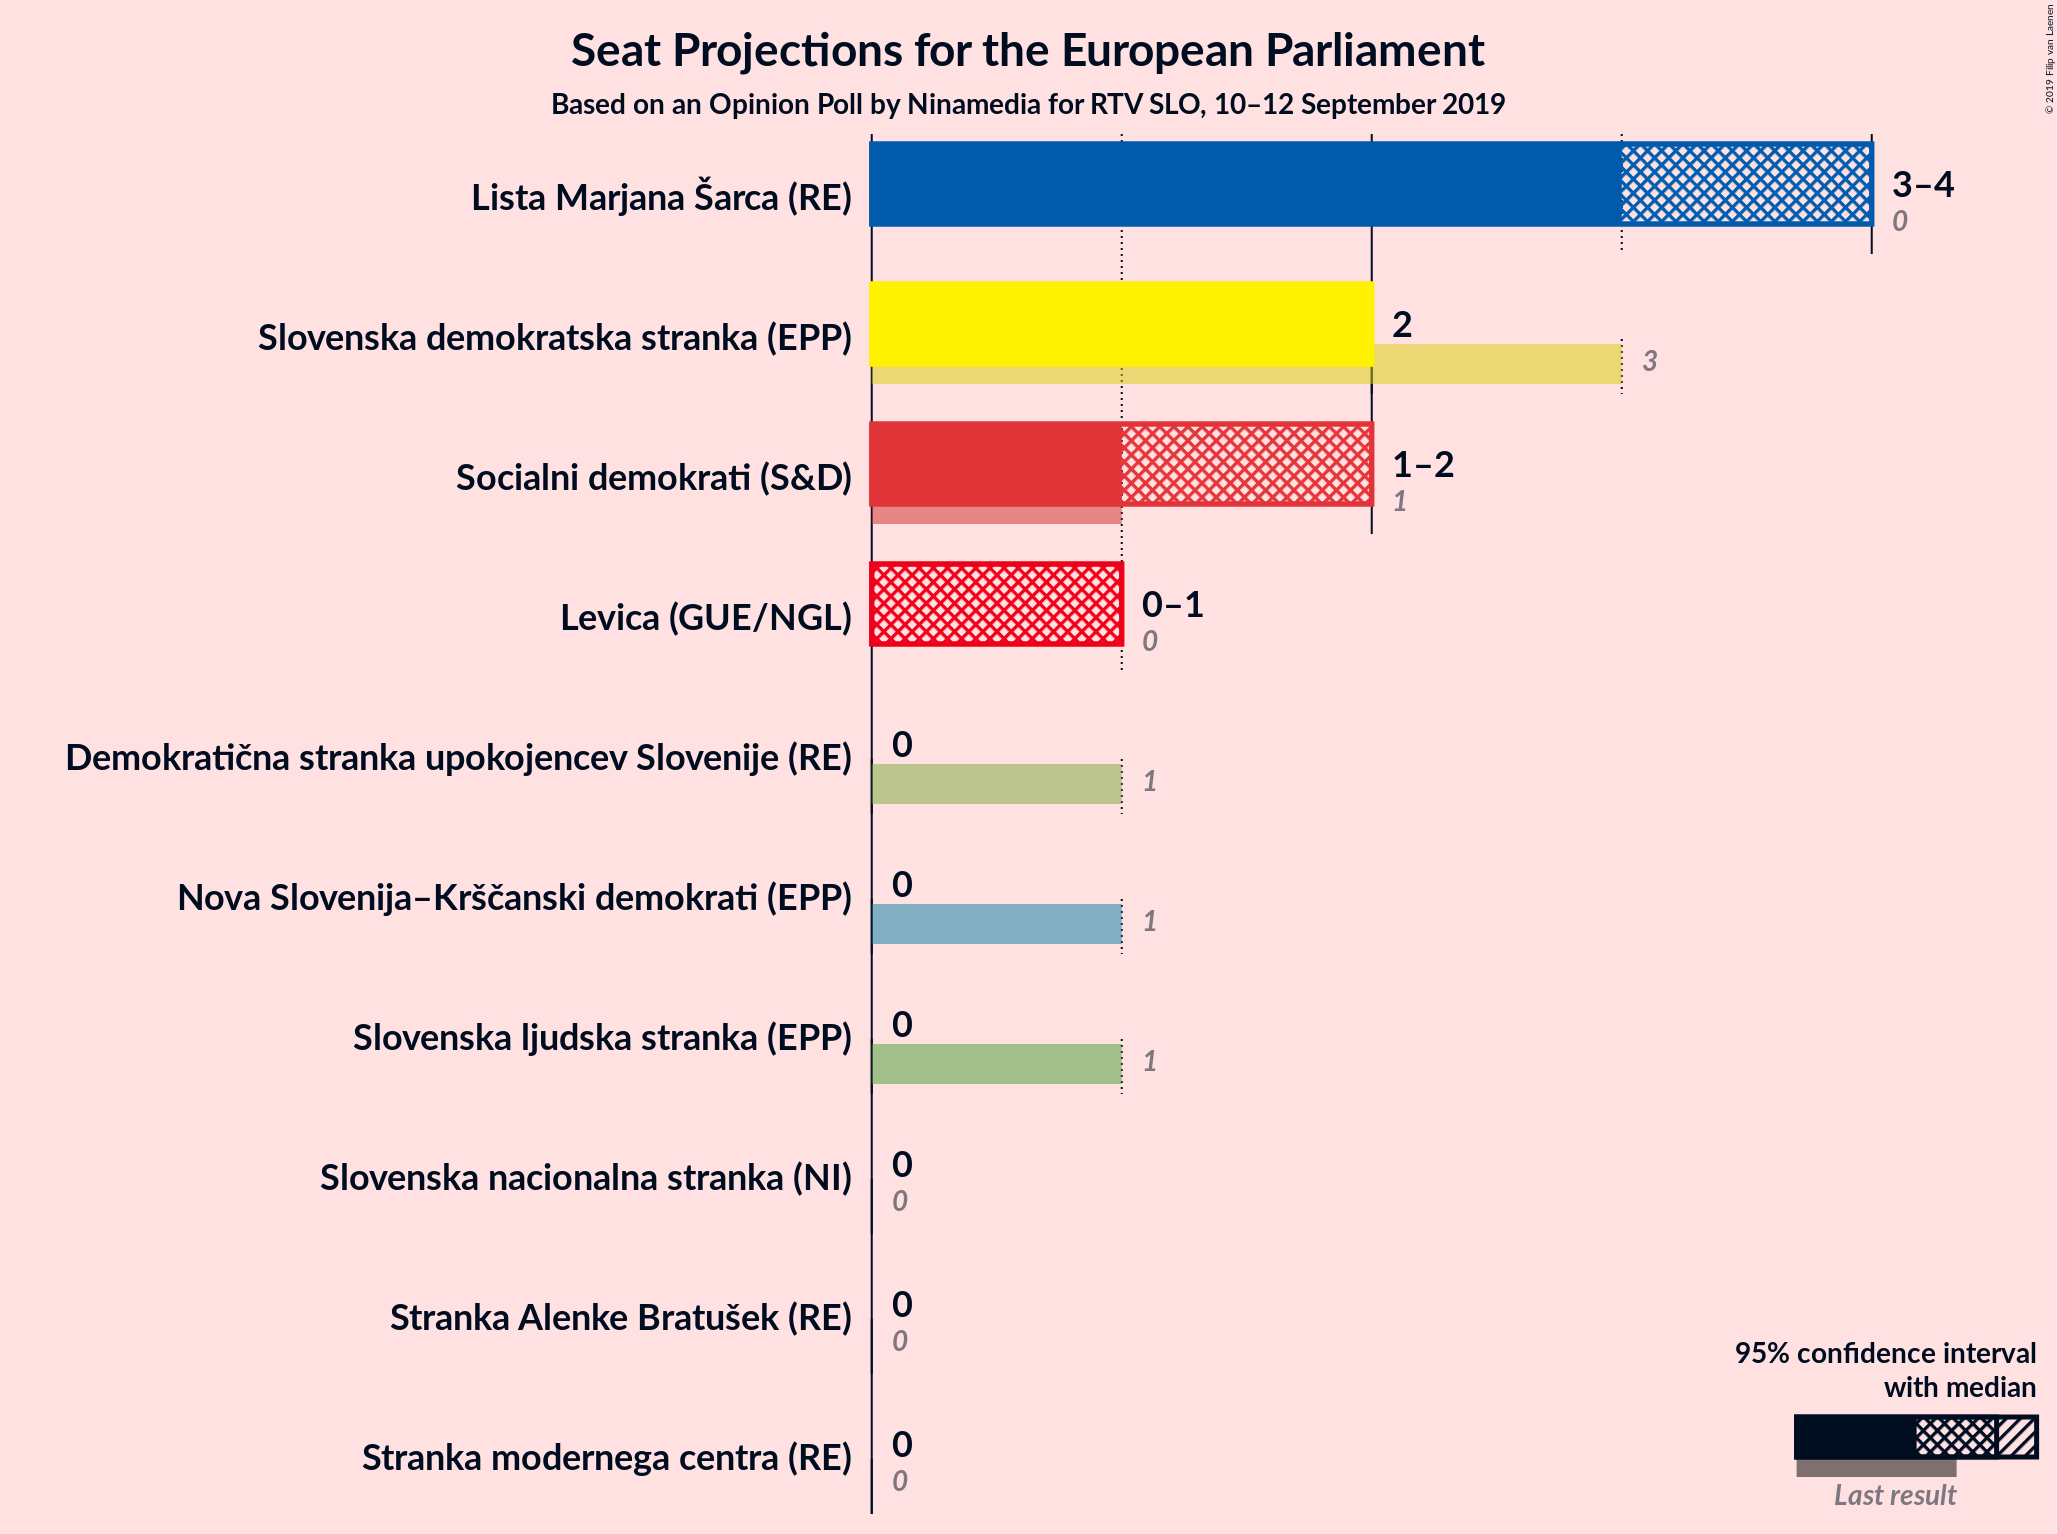 Seat Projections for the European Parliament
Based on an Opinion Poll by Ninamedia for RTV SLO, 10–12 September 2019
© 2019 Filip van Laenen
Lista Marjana Šarca (RE)
3–4
0
Slovenska demokratska stranka (EPP)
2
3
Socialni demokrati (S&D)
1–2
1
Levica (GUE/NGL)
0–1
0
Demokratična stranka upokojencev Slovenije (RE)
0
1
Nova Slovenija–Krščanski demokrati (EPP)
0
1
Slovenska ljudska stranka (EPP)
0
1
Slovenska nacionalna stranka (NI)
0
0
Stranka Alenke Bratušek (RE)
0
0
Stranka modernega centra (RE)
0
0
95% confidence interval
with median
Last result